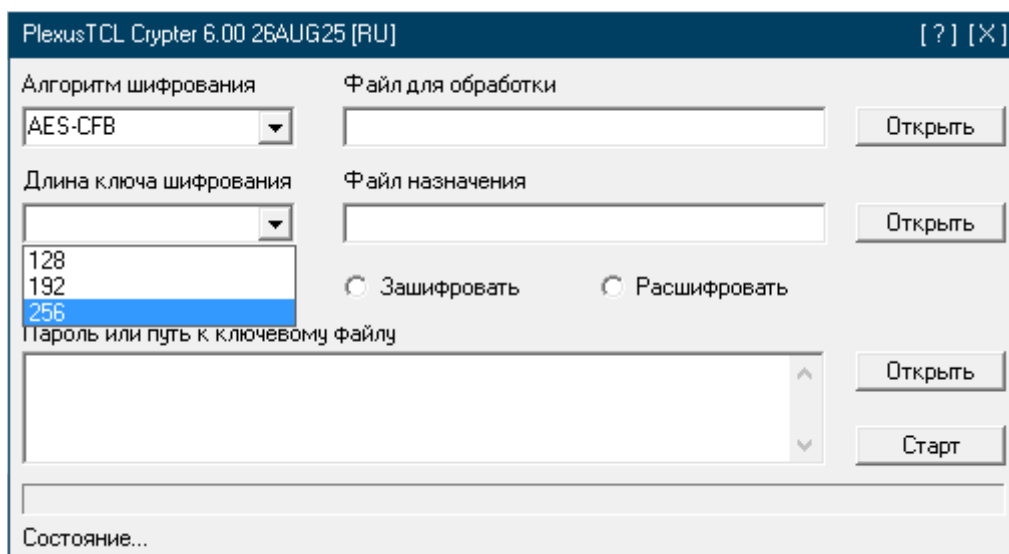 PlexusTCL Crypter 6.00 26AUG25 [RU] [ ? ] [X]
Алгоритм шифрования Файл для обработки
AES-CFB Открыть
Длина ключа шифрования Файл назначения
Открыть
128
192 Зашифровать Расшифровать
256
Пароль или путь к ключевому файлу
Открыть
Старт
Состояние...